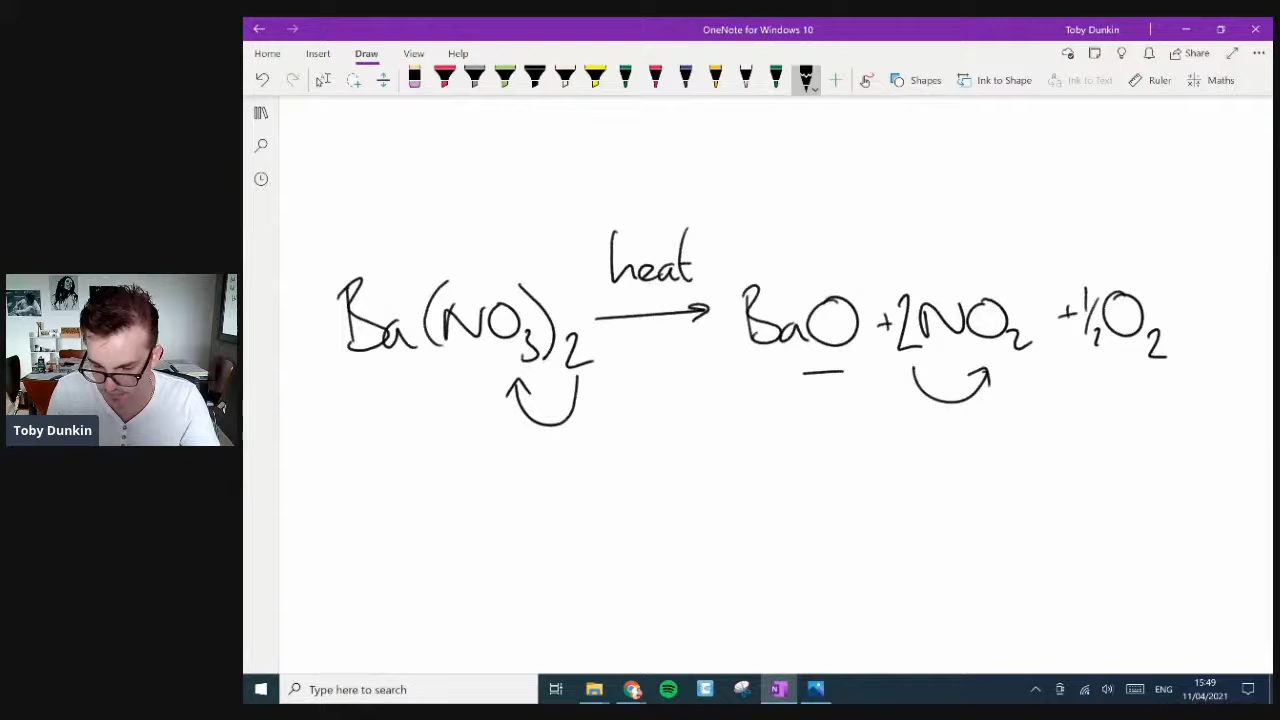 OneNote for Windows 10
Toby Dunkin
Home Insert Draw View Help
Share
Shapes Ink to Shape Ink to Text Ruler Maths
heat
Ba(NO3)2 → BaO + 2NO2 + 1/2O2
Toby Dunkin
Type here to search
ENG
15:49
11/04/2021